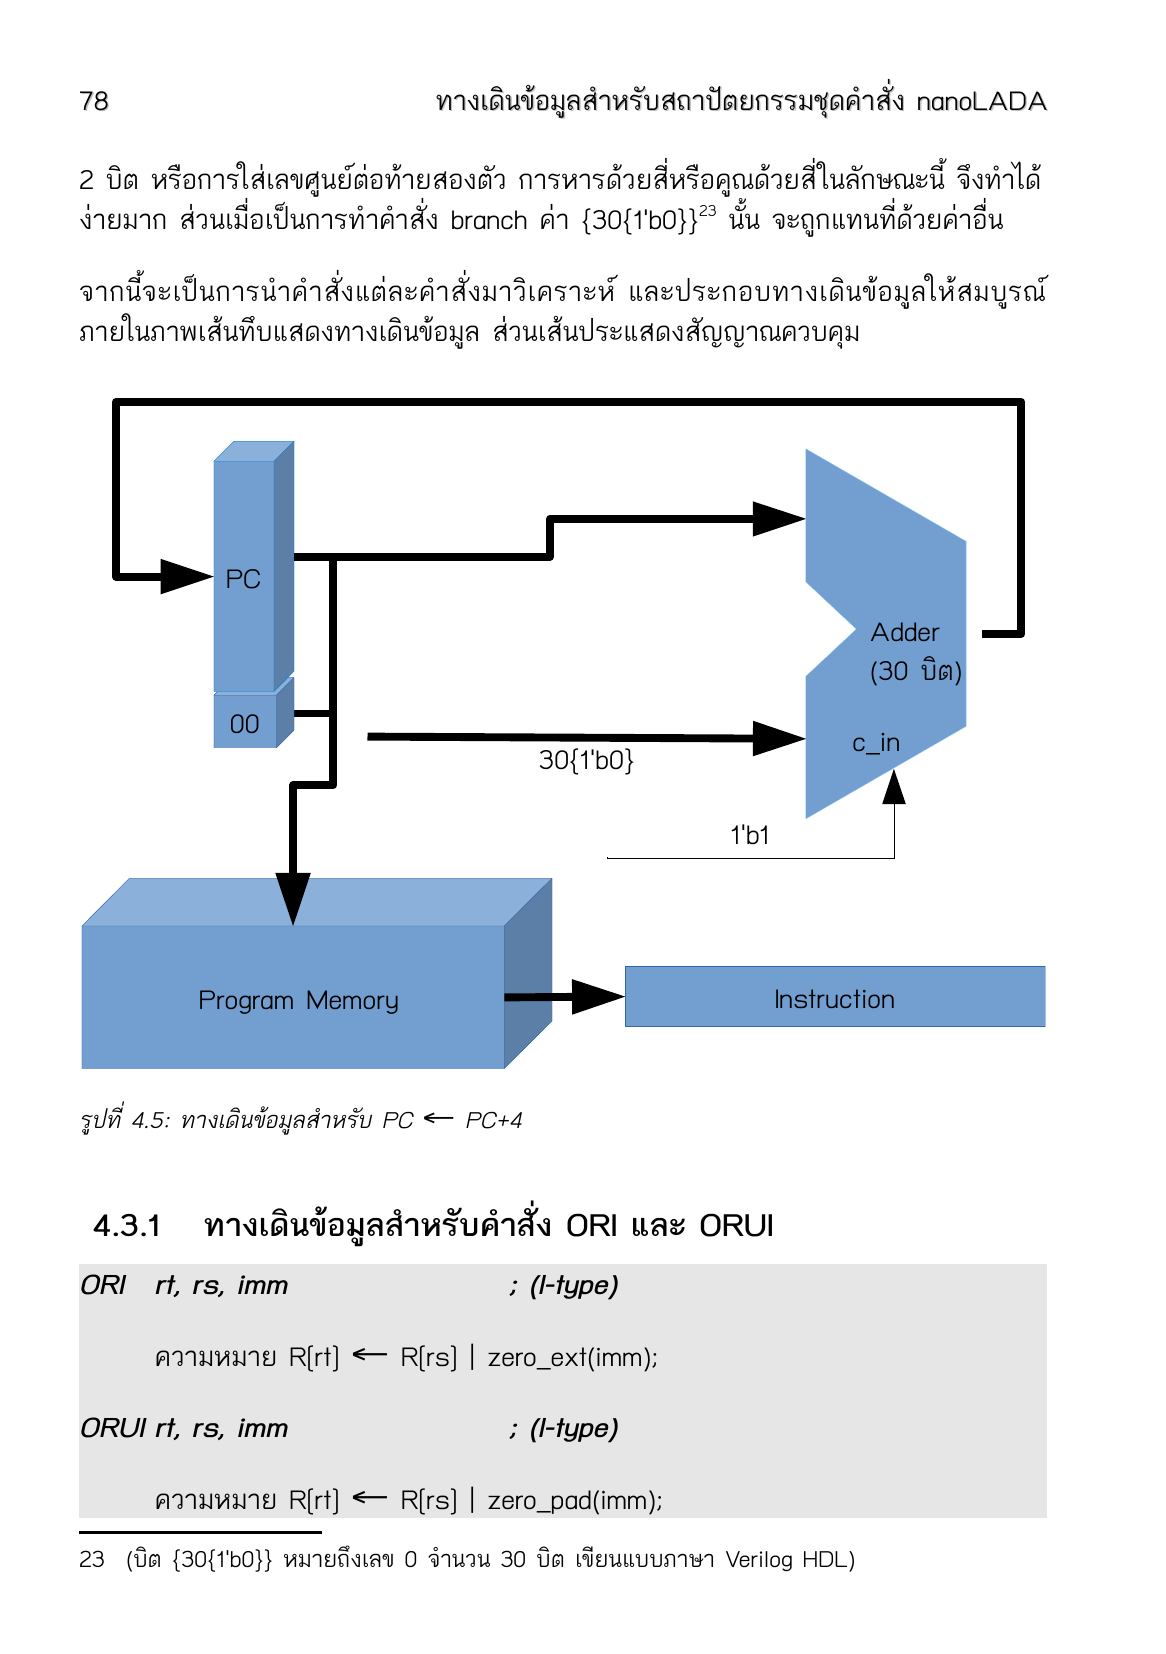 78 ทางเดินข้อมูลสำหรับสถาปัตยกรรมชุดคำสั่ง nanoLADA
2 บิต หรือการใส่เลขศูนย์ต่อท้ายสองตัว การหารด้วยสี่หรือคูณด้วยสี่ในลักษณะนี้ จึงทำได้
ง่ายมาก ส่วนเมื่อเป็นการทำคำสั่ง branch ค่า {30{1'b0}}23 นั้น จะถูกแทนที่ด้วยค่าอื่น
จากนี้จะเป็นการนำคำสั่งแต่ละคำสั่งมาวิเคราะห์ และประกอบทางเดินข้อมูลให้สมบูรณ์
ภายในภาพเส้นทึบแสดงทางเดินข้อมูล ส่วนเส้นประแสดงสัญญาณควบคุม
PC
Adder
(30 บิต)
00
c_in
30{1'b0}
1'b1
Program Memory
Instruction
รูปที่ 4.5: ทางเดินข้อมูลสำหรับ PC ← PC+4
4.3.1 ทางเดินข้อมูลสำหรับคำสั่ง ORI และ ORUI
ORI rt, rs, imm ; (I-type)
ความหมาย R[rt] ← R[rs] | zero_ext(imm);
ORUI rt, rs, imm ; (I-type)
ความหมาย R[rt] ← R[rs] | zero_pad(imm);
23 (บิต {30{1'b0}} หมายถึงเลข 0 จำนวน 30 บิต เขียนแบบภาษา Verilog HDL)